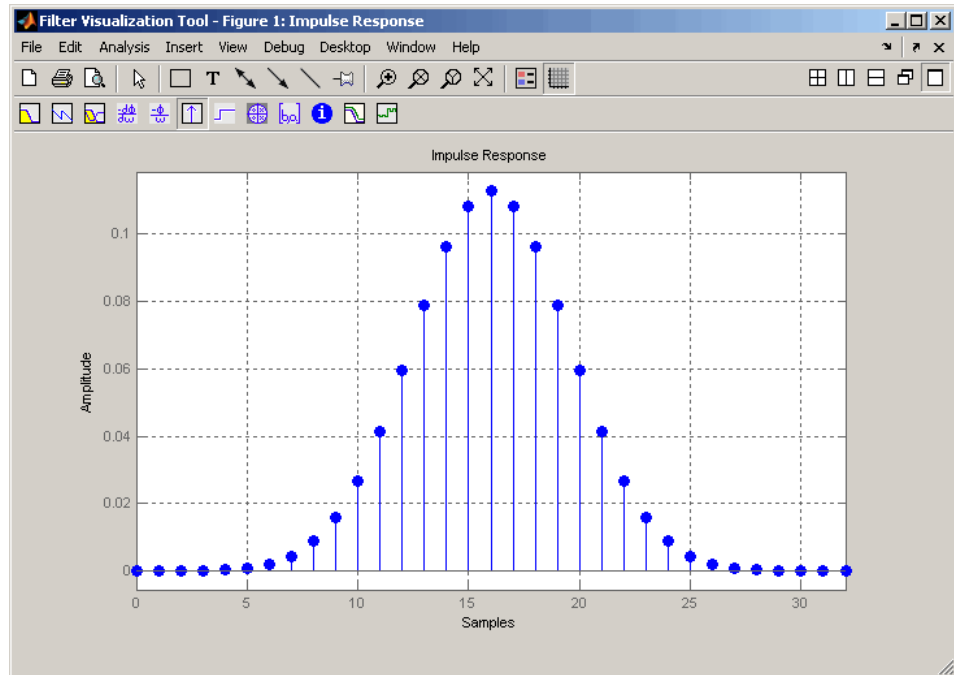 Filter Visualization Tool - Figure 1: Impulse Response
File Edit Analysis Insert View Debug Desktop Window Help
T
Impulse Response
0.1
0.08
0.06
0.04
0.02
0
Amplitude
0 5 10 15 20 25 30
Samples